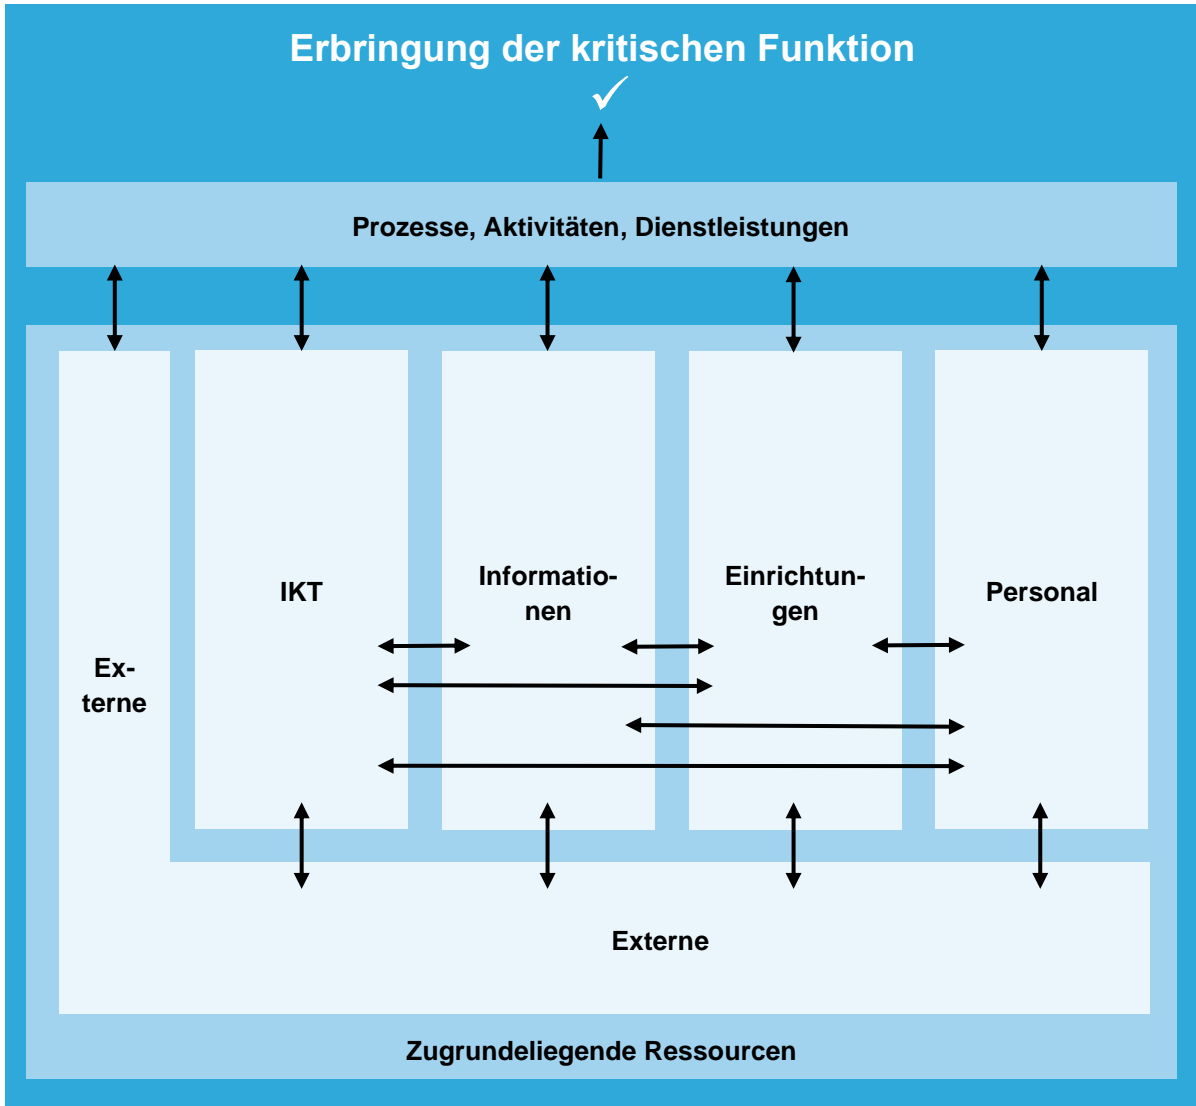 Erbringung der kritischen Funktion
Prozesse, Aktivitäten, Dienstleistungen
IKT
Informatio-
nen
Einrichtun-
gen
Personal
Ex-
terne
Externe
Zugrundeliegende Ressourcen